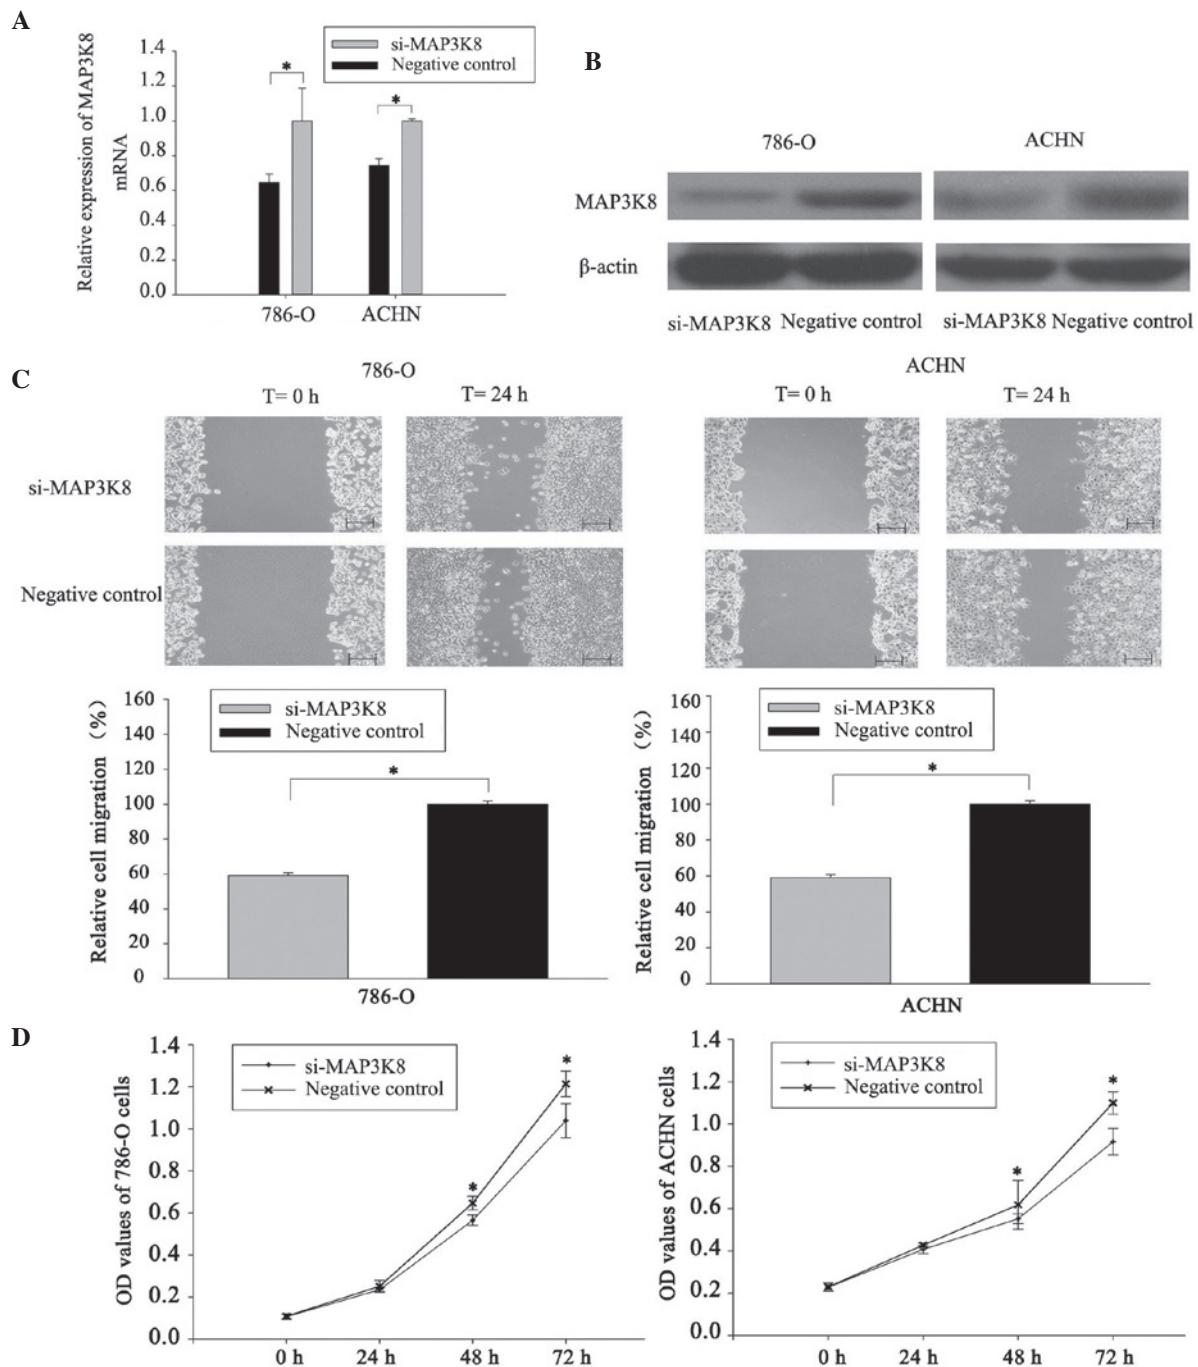 A
Relative expression of MAP3K8
mRNA
1.4
1.2
1.0
0.8
0.6
0.4
0.2
0.0
si-MAP3K8
Negative control
*
*
786-O
ACHN
B
786-O
ACHN
MAP3K8
β-actin
si-MAP3K8 Negative control
si-MAP3K8 Negative control
C
786-O
T= 0 h
T= 24 h
ACHN
T= 0 h
T= 24 h
si-MAP3K8
Negative control
Relative cell migration (%)
160
140
120
100
80
60
40
20
0
si-MAP3K8
Negative control
*
786-O
Relative cell migration (%)
160
140
120
100
80
60
40
20
0
si-MAP3K8
Negative control
*
ACHN
D
OD values of 786-O cells
1.4
1.2
1.0
0.8
0.6
0.4
0.2
0.0
si-MAP3K8
Negative control
*
*
0 h
24 h
48 h
72 h
OD values of ACHN cells
1.4
1.2
1.0
0.8
0.6
0.4
0.2
0.0
si-MAP3K8
Negative control
*
*
0 h
24 h
48 h
72 h